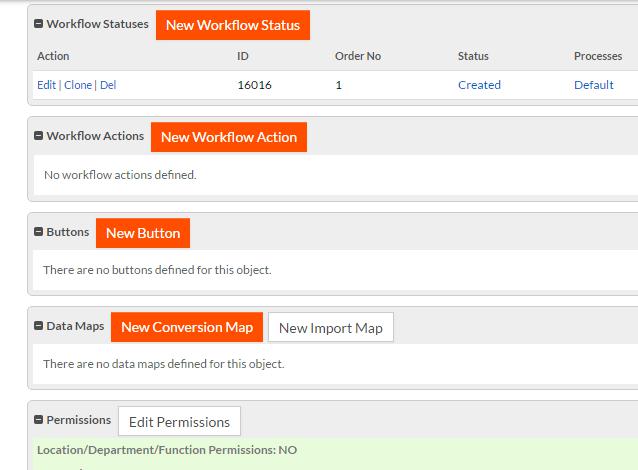 Workflow Statuses New Workflow Status
Action ID Order No Status Processes
Edit | Clone | Del 16016 1 Created Default
Workflow Actions New Workflow Action
No workflow actions defined.
Buttons New Button
There are no buttons defined for this object.
Data Maps New Conversion Map New Import Map
There are no data maps defined for this object.
Permissions Edit Permissions
Location/Department/Function Permissions: NO